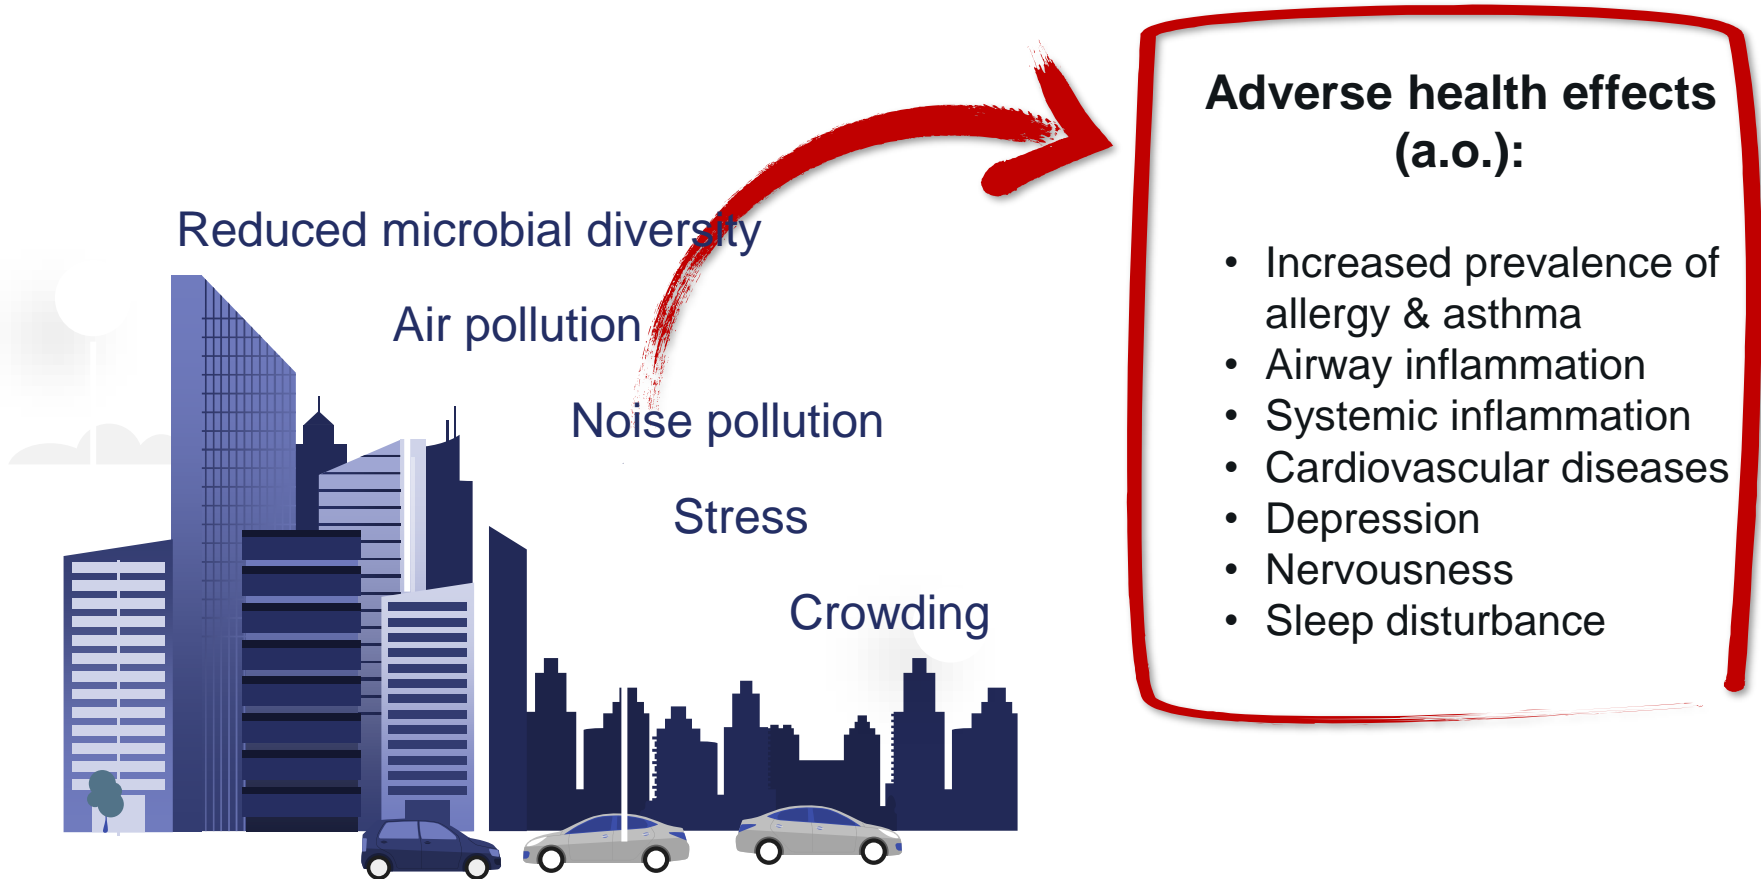 Reduced microbial diversity
Air pollution
Noise pollution
Stress
Crowding
Adverse health effects
(a.o.):
• Increased prevalence of
allergy & asthma
• Airway inflammation
• Systemic inflammation
• Cardiovascular diseases
• Depression
• Nervousness
• Sleep disturbance